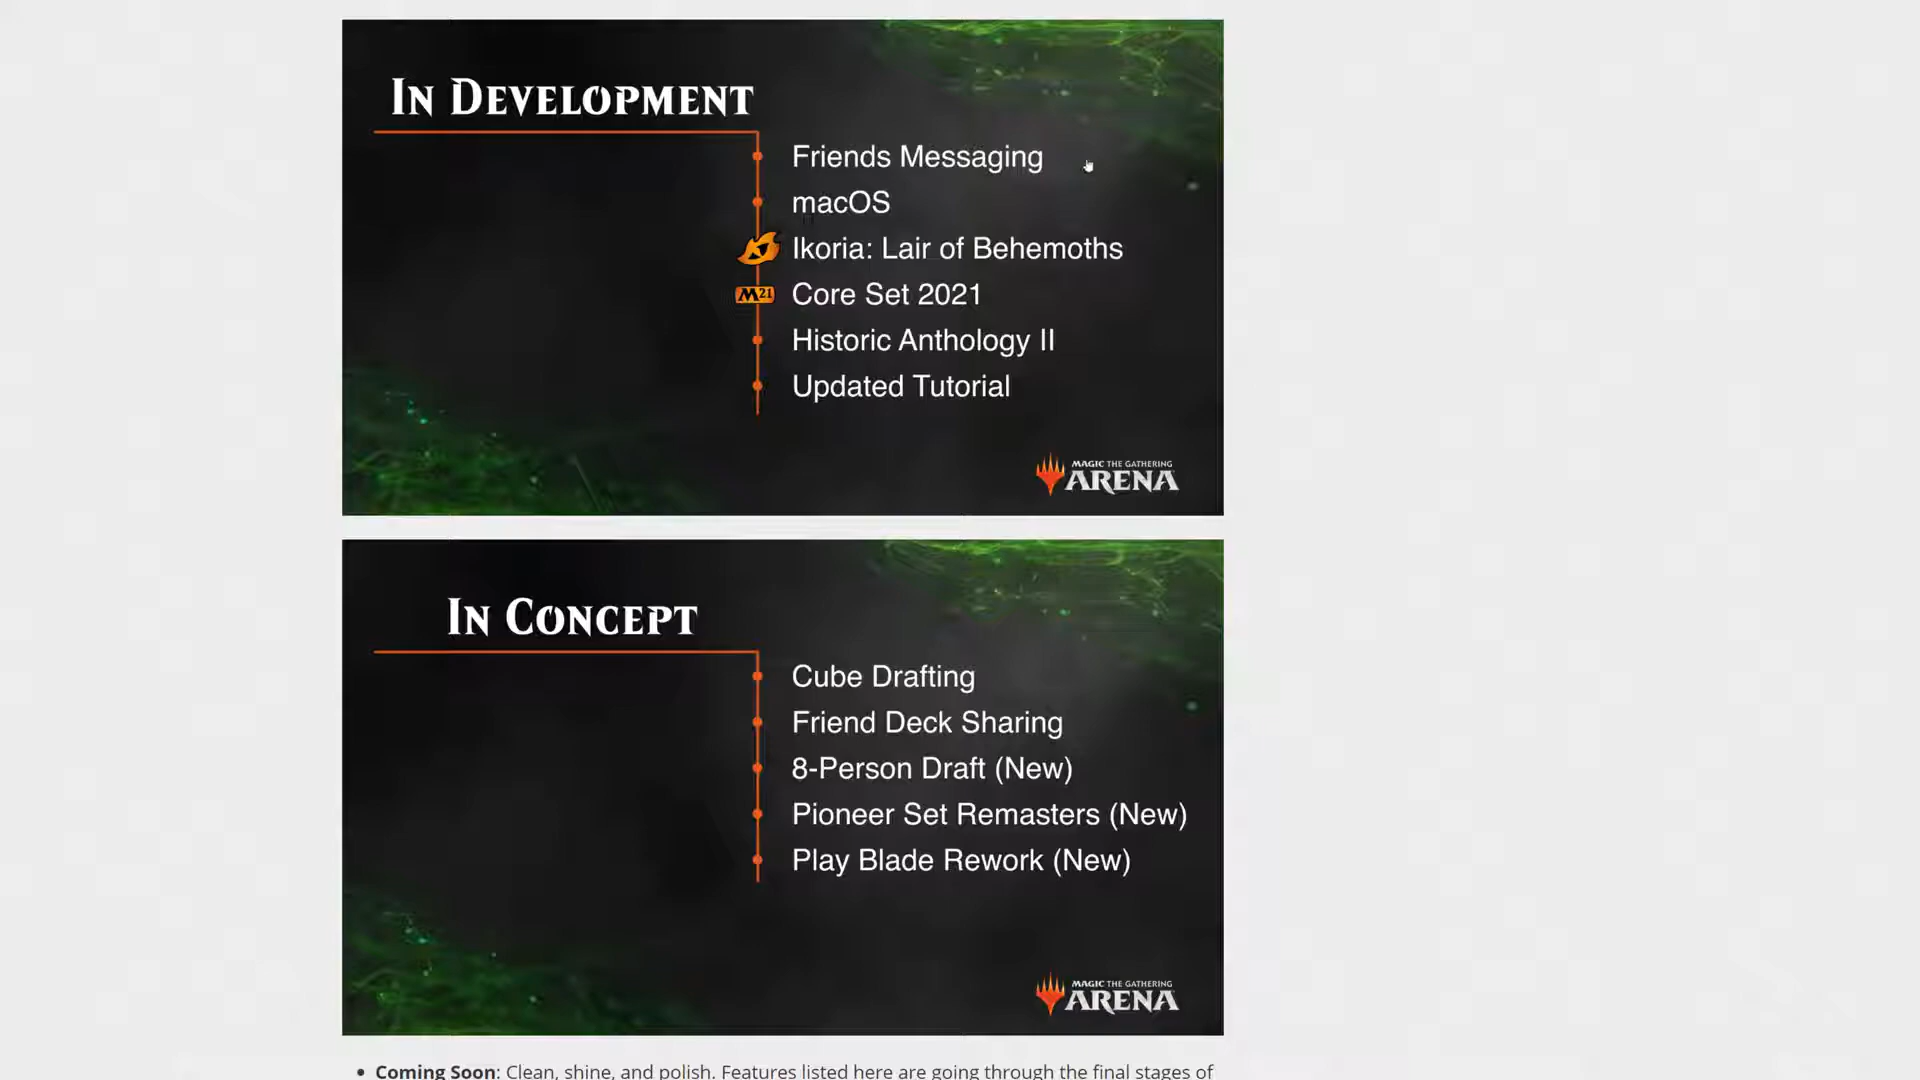 In Development
Friends Messaging
macOS
Ikoria: Lair of Behemoths
M21
Core Set 2021
Historic Anthology II
Updated Tutorial
MAGIC THE GATHERING
ARENA
In Concept
Cube Drafting
Friend Deck Sharing
8-Person Draft (New)
Pioneer Set Remasters (New)
Play Blade Rework (New)
MAGIC THE GATHERING
ARENA
• Coming Soon: Clean, shine, and polish. Features listed here are going through the final stages of